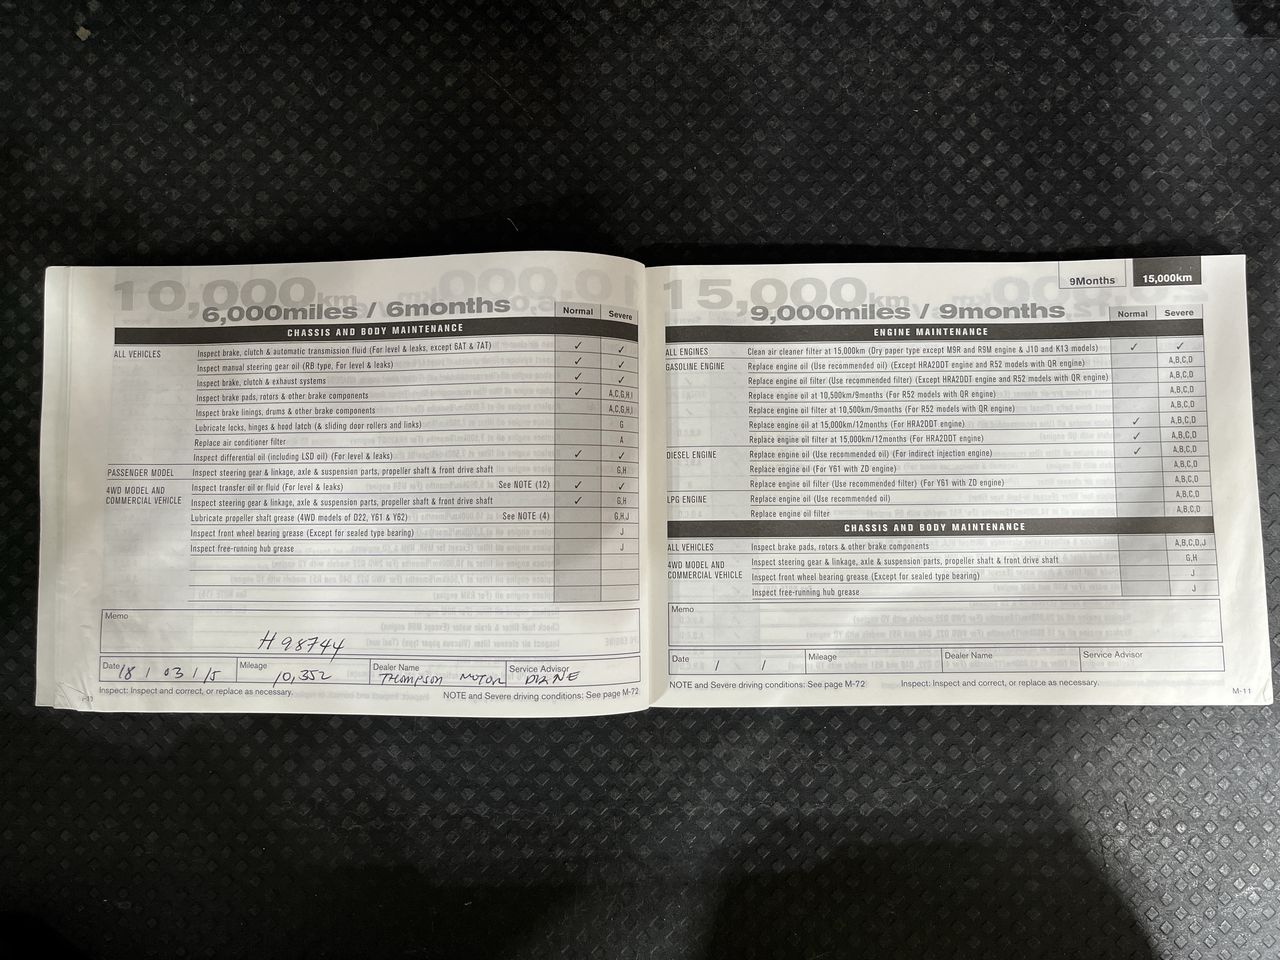 10,000km
6,000miles / 6months
Normal Severe
CHASSIS AND BODY MAINTENANCE
ALL VEHICLES Inspect brake, clutch & automatic transmission fluid (For level & leaks, except 6AT & 7AT) ✓ ✓
Inspect manual steering gear oil (RB type, For level & leaks) ✓ ✓
Inspect brake, clutch & exhaust systems ✓ ✓
Inspect brake pads, rotors & other brake components ✓ A,C,G,H,I
Inspect brake linings, drums & other brake components A,C,G,H,I
Lubricate locks, hinges & hood latch (& sliding door rollers and links) G
Replace air conditioner filter A
Inspect differential oil (including LSD oil) (For level & leaks) ✓ ✓
PASSENGER MODEL Inspect steering gear & linkage, axle & suspension parts, propeller shaft & front drive shaft G,H
4WD MODEL AND COMMERCIAL VEHICLE Inspect transfer oil or fluid (For level & leaks) See NOTE (12) ✓ ✓
Inspect steering gear & linkage, axle & suspension parts, propeller shaft & front drive shaft ✓ G,H
Lubricate propeller shaft grease (4WD models of D22, Y61 & Y62) See NOTE (4) G,H,J
Inspect front wheel bearing grease (Except for sealed type bearing) J
Inspect free-running hub grease J
Memo
H98744
Date 18 / 03 / 15 Mileage 10,352 Dealer Name THOMPSON MOTOR Service Advisor
Inspect: Inspect and correct, or replace as necessary. NOTE and Severe driving conditions: See page M-72
9Months 15,000km
15,000km
9,000miles / 9months
Normal Severe
ENGINE MAINTENANCE
ALL ENGINES Clean air cleaner filter at 15,000km (Dry paper type except M9R and R9M engine & J10 and K13 models) ✓ ✓
GASOLINE ENGINE Replace engine oil (Use recommended oil) (Except HRA2DDT engine and R52 models with QR engine) A,B,C,D
Replace engine oil filter (Use recommended filter) (Except HRA2DDT engine and R52 models with QR engine) A,B,C,D
Replace engine oil at 10,500km/9months (For R52 models with QR engine) A,B,C,D
Replace engine oil filter at 10,500km/9months (For R52 models with QR engine) A,B,C,D
Replace engine oil at 15,000km/12months (For HRA2DDT engine) ✓ A,B,C,D
Replace engine oil filter at 15,000km/12months (For HRA2DDT engine) ✓ A,B,C,D
DIESEL ENGINE Replace engine oil (Use recommended oil) (For indirect injection engine) ✓ A,B,C,D
Replace engine oil (For Y61 with ZD engine) A,B,C,D
Replace engine oil filter (Use recommended filter) (For Y61 with ZD engine) A,B,C,D
LPG ENGINE Replace engine oil (Use recommended oil) A,B,C,D
Replace engine oil filter A,B,C,D
CHASSIS AND BODY MAINTENANCE
ALL VEHICLES Inspect brake pads, rotors & other brake components A,B,C,D,J
4WD MODEL AND COMMERCIAL VEHICLE Inspect steering gear & linkage, axle & suspension parts, propeller shaft & front drive shaft G,H
Inspect front wheel bearing grease (Except for sealed type bearing) J
Inspect free-running hub grease J
Memo
Date / / Mileage Dealer Name Service Advisor
NOTE and Severe driving conditions: See page M-72 Inspect: Inspect and correct, or replace as necessary.
M-11